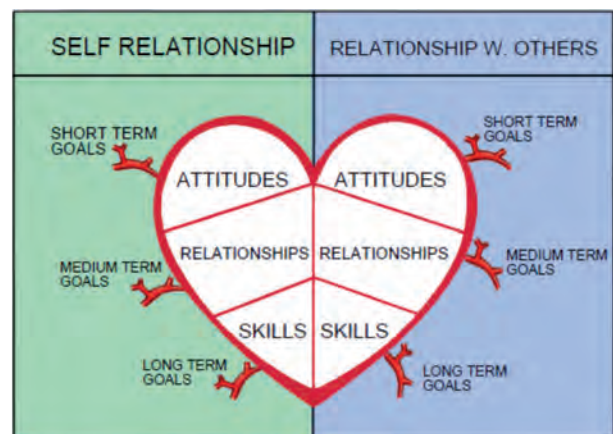 SELF RELATIONSHIP
RELATIONSHIP W. OTHERS
SHORT TERM
GOALS
ATTITUDES
ATTITUDES
SHORT TERM
GOALS
MEDIUM TERM
GOALS
RELATIONSHIPS
RELATIONSHIPS
MEDIUM TERM
GOALS
LONG TERM
GOALS
SKILLS
SKILLS
LONG TERM
GOALS